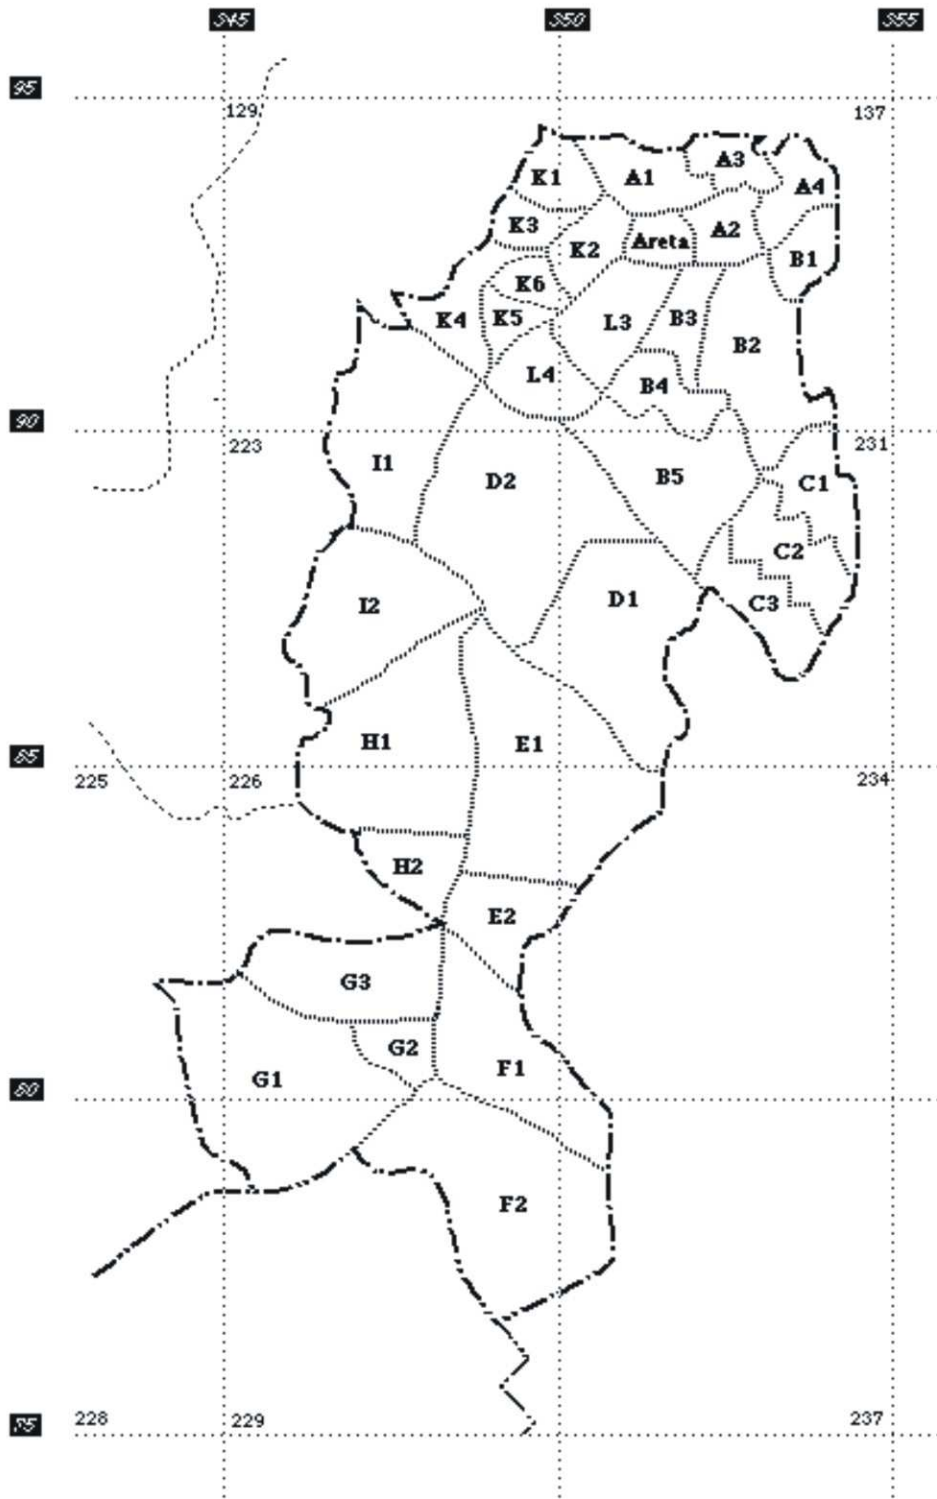 345 350 355
95
129 137
A3
K1 A1 A4
K3 A2
K2 Areta B1
K6
K4 K5 L3 B3
B2
L4 B4
90
223 231
I1 D2 B5 C1
C2
I2 D1 C3
H1 E1
85
225 226 234
H2
E2
G3
G2
G1 F1
80
F2
75
228 229 237